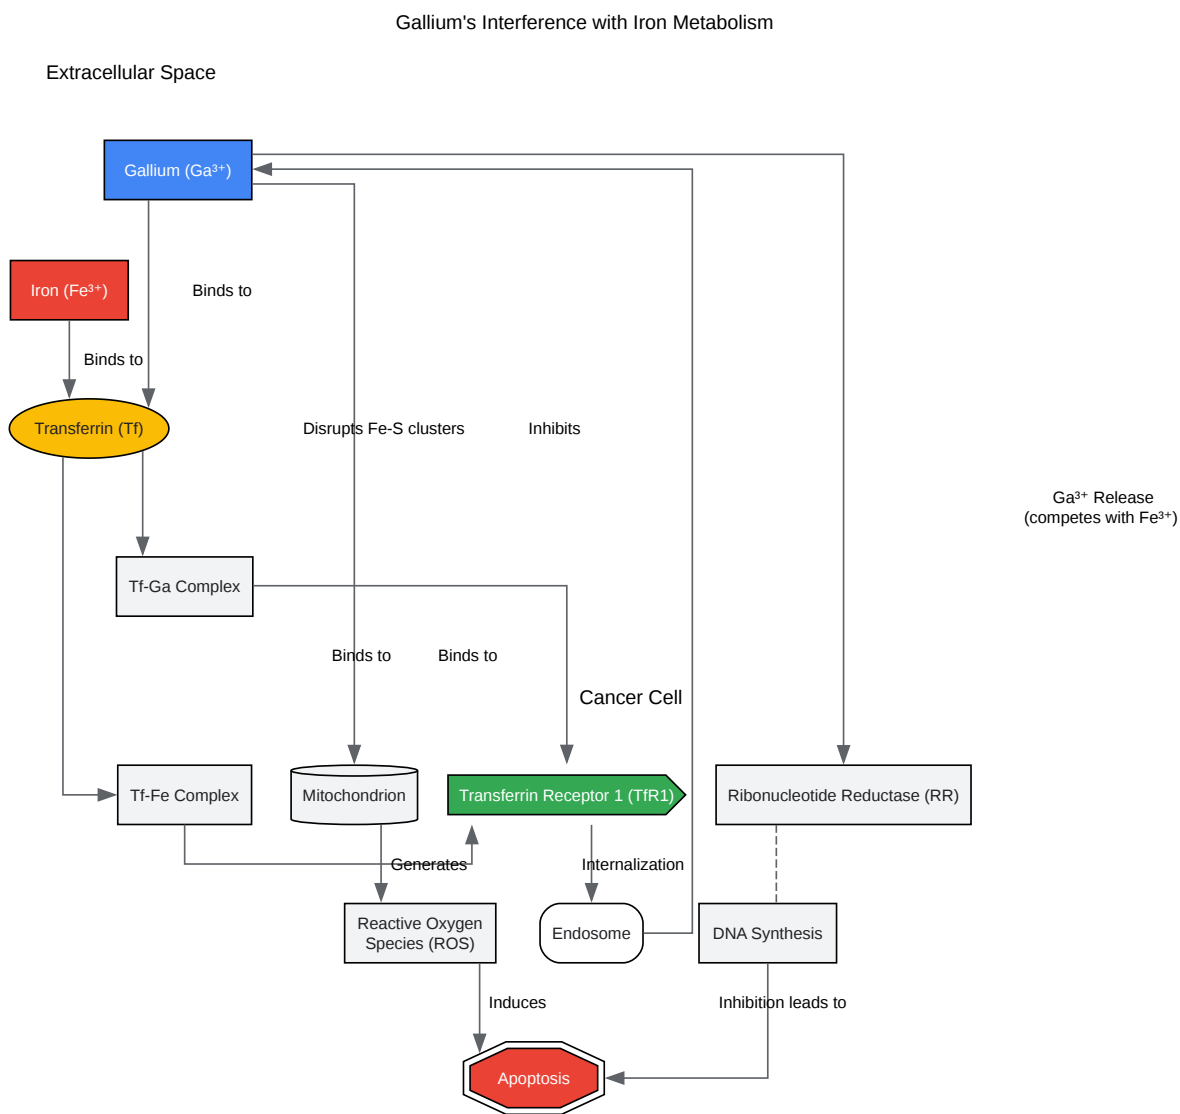 Gallium's Interference with Iron Metabolism
Extracellular Space
Gallium (Ga³⁺)
Iron (Fe³⁺)
Binds to
Binds to
Transferrin (Tf)
Disrupts Fe-S clusters
Inhibits
Ga³⁺ Release
(competes with Fe³⁺)
Tf-Ga Complex
Binds to
Binds to
Cancer Cell
Tf-Fe Complex
Mitochondrion
Transferrin Receptor 1 (TfR1)
Ribonucleotide Reductase (RR)
Generates
Internalization
Reactive Oxygen
Species (ROS)
Endosome
DNA Synthesis
Induces
Inhibition leads to
Apoptosis